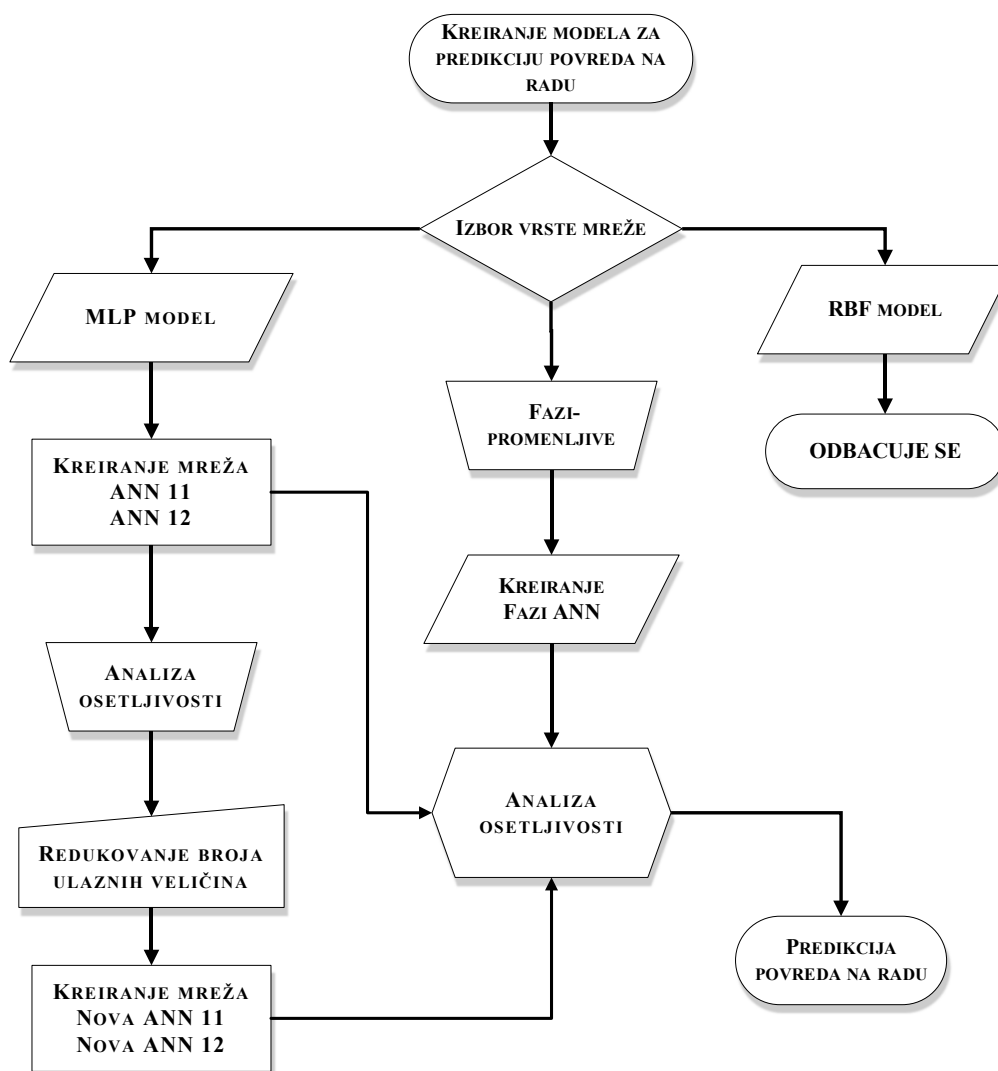 KREIRANJE MODELA ZA
PREDIKCIJU POVREDA NA
RADU
IZBOR VRSTE MREŽE
MLP MODEL
RBF MODEL
FAZI-
PROMENLJIVE
ODBACUJE SE
KREIRANJE MREŽA
ANN 11
ANN 12
KREIRANJE
FAZI ANN
ANALIZA
OSETLJIVOSTI
ANALIZA
OSETLJIVOSTI
REDUKOVANJE BROJA
ULAZNIH VELIČINA
PREDIKCIJA
POVREDA NA RADU
KREIRANJE MREŽA
NOVA ANN 11
NOVA ANN 12